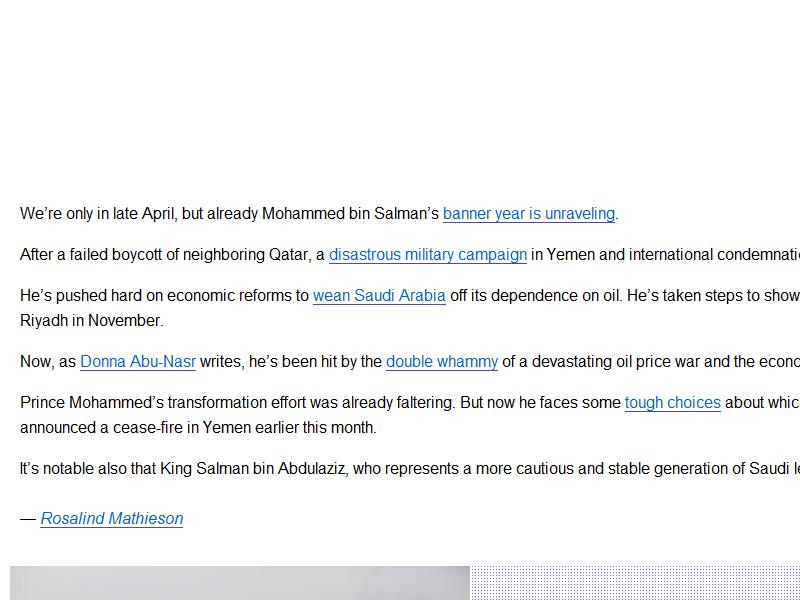 We’re only in late April, but already Mohammed bin Salman’s banner year is unraveling.
After a failed boycott of neighboring Qatar, a disastrous military campaign in Yemen and international
He’s pushed hard on economic reforms to wean Saudi Arabia off its dependence on oil. He’s taken steps to show
Riyadh in November.
Now, as Donna Abu-Nasr writes, he’s been hit by the double whammy of a devastating oil price war and the
Prince Mohammed’s transformation effort was already faltering. But now he faces some tough choices about
announced a cease-fire in Yemen earlier this month.
It’s notable also that King Salman bin Abdulaziz, who represents a more cautious and stable generation of Saudi
— Rosalind Mathieson